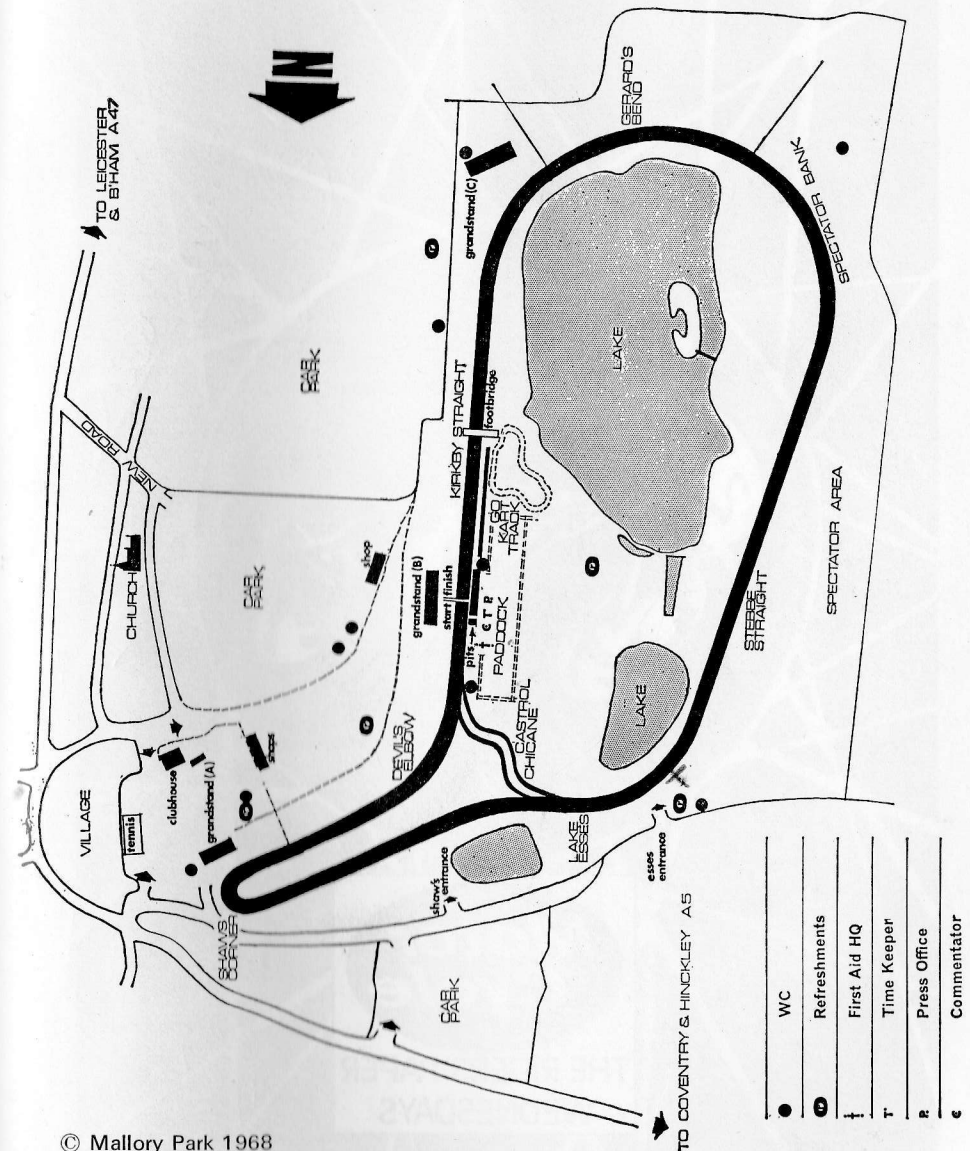 N
TO LEICESTER
& B'HAM A47
GERARD'S
BEND
grandstand (C)
SPECTATOR BANK
CAR
PARK
LAKE
KIRKBY STRAIGHT
footbridge
NEW ROAD
GO
KART
TRACK
CHURCH
CAR
PARK
shop
grandstand (B)
start finish
pits
C T P.
PADDOCK
SPECTATOR AREA
STEBBE
STRAIGHT
LAKE
DEVIL'S
ELBOW
CASTROL
CHICANE
shops
clubhouse
grandstand (A)
VILLAGE
tennis
LAKE
ESSES
shaw's
entrance
esses
entrance
SHAW'S
CORNER
CAR
PARK
TO COVENTRY & HINCKLEY A5
WC
Refreshments
First Aid HQ
T Time Keeper
P. Press Office
C Commentator
© Mallory Park 1968